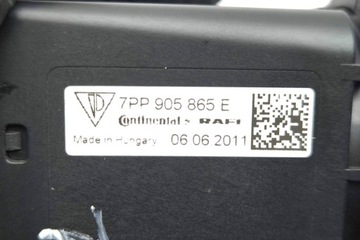 7PP 905 865 E
Continental RAFI
Made in Hungary 06.06.2011